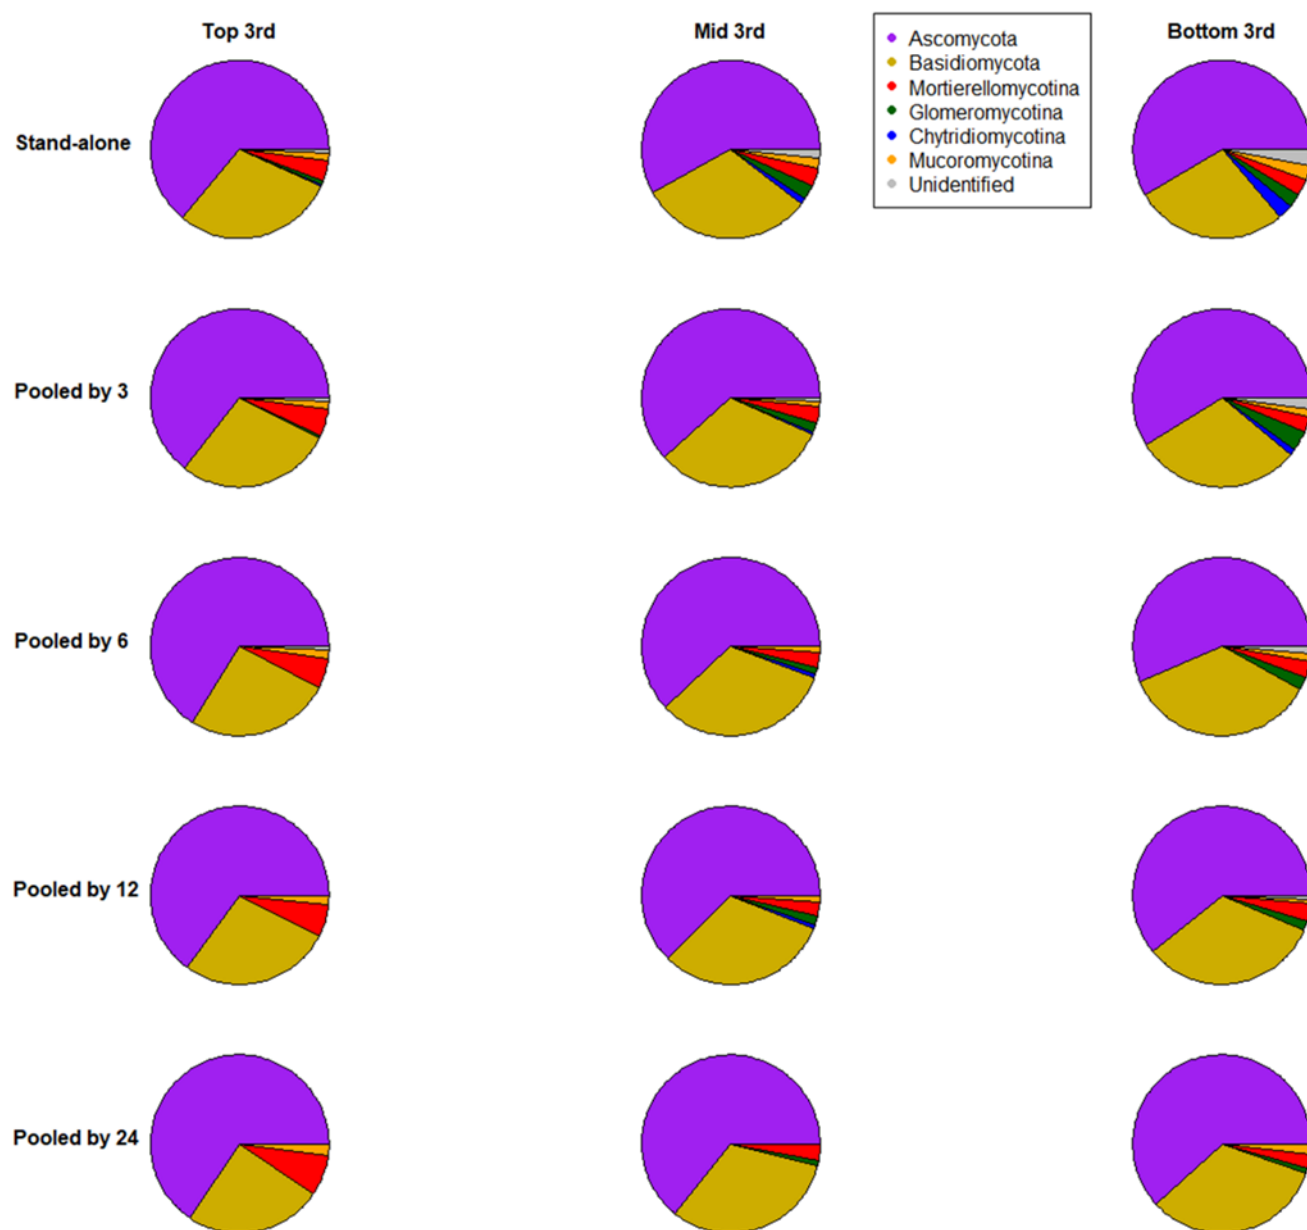 Top 3rd
Mid 3rd
Bottom 3rd
Ascomycota
Basidiomycota
Mortierellomycotina
Glomeromycotina
Chytridiomycotina
Mucoromycotina
Unidentified
Stand-alone
Pooled by 3
Pooled by 6
Pooled by 12
Pooled by 24